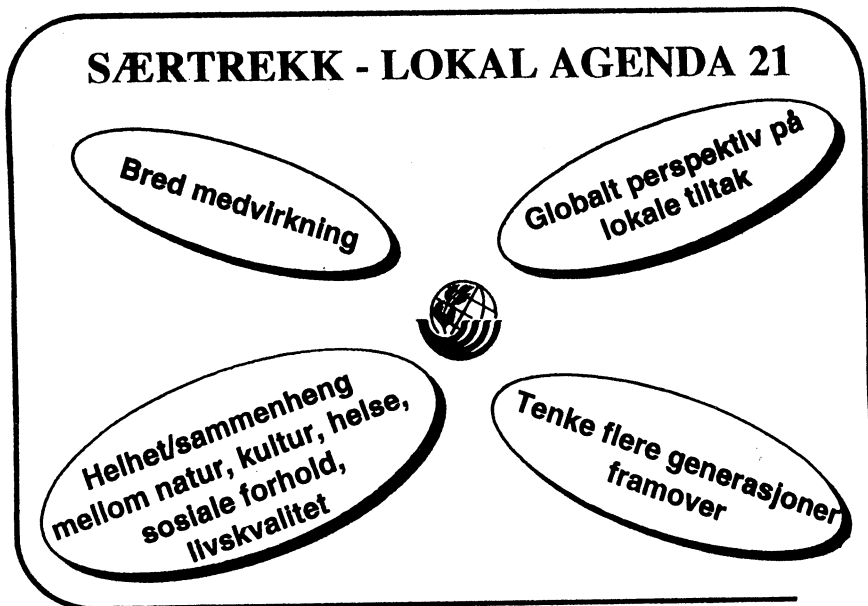 SÆRTREKK - LOKAL AGENDA 21
Bred medvirkning
Globalt perspektiv på
lokale tiltak
Helhet/sammenheng
mellom natur, kultur, helse,
sosiale forhold,
livskvalitet
Tenke flere generasjoner
framover